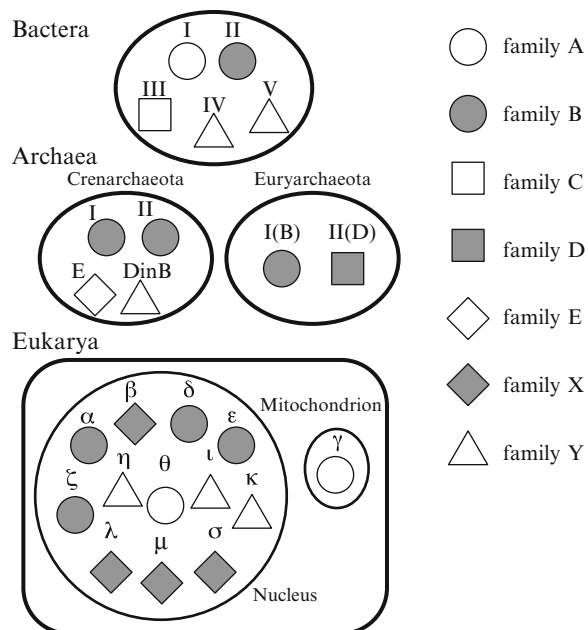 Bactera
I II
III IV V
Archaea
Crenarchaeota
I II
E DinB
Euryarchaeota
I(B) II(D)
Eukarya
α β δ ε
ζ η θ ι κ
λ μ σ
Nucleus
Mitochondrion
γ
family A
family B
family C
family D
family E
family X
family Y